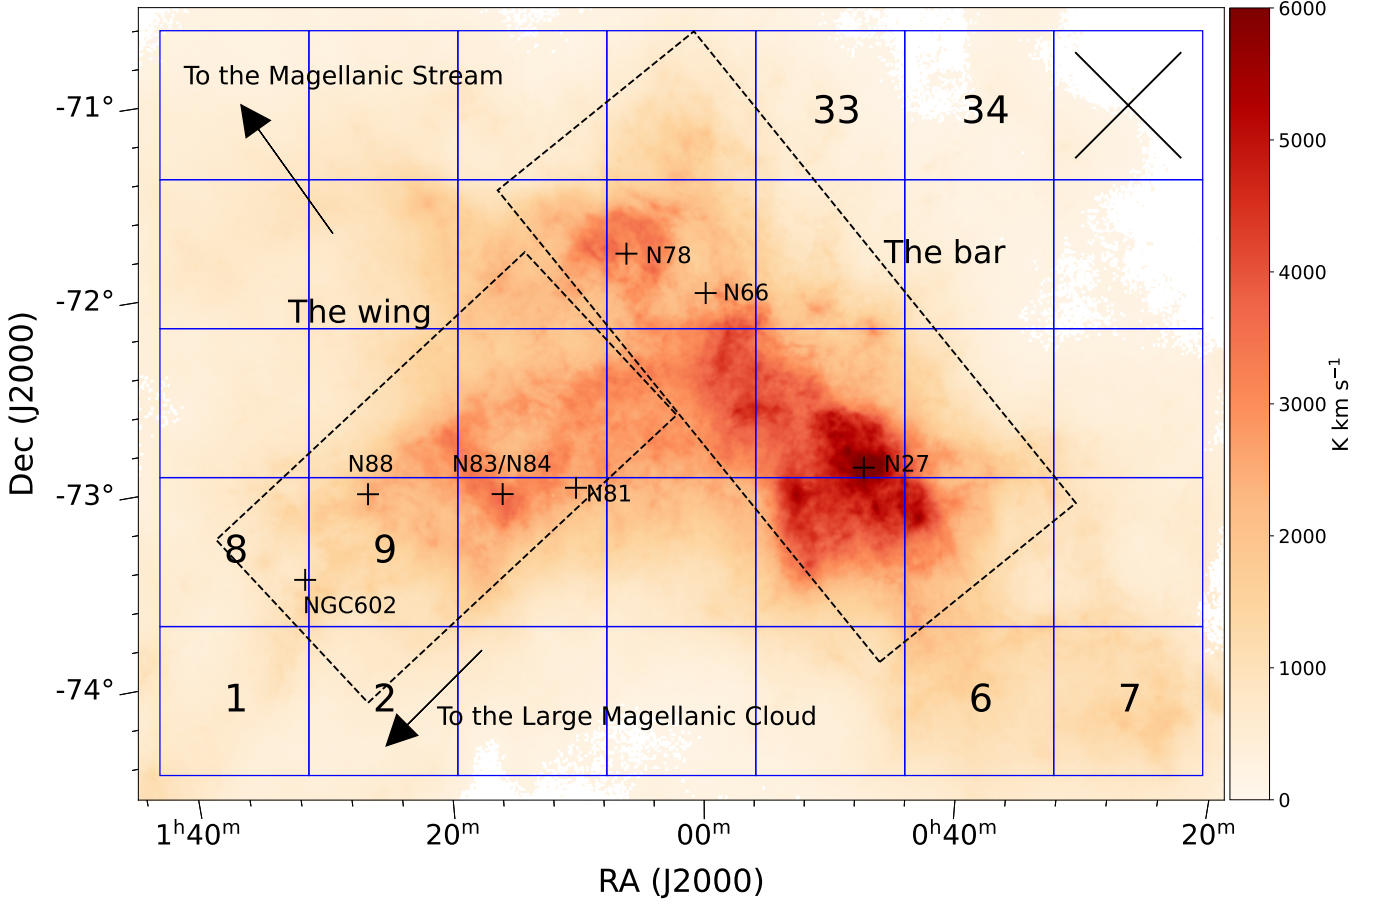 6000
To the Magellanic Stream
-71°
33
34
5000
The bar
N78
4000
-72°
N66
The wing
K km s⁻¹
3000
Dec (J2000)
N88
N83/N84
N27
-73°
N81
2000
8
9
NGC602
1000
-74°
1
2
6
7
To the Large Magellanic Cloud
0
1ʰ40ᵐ
20ᵐ
00ᵐ
0ʰ40ᵐ
20ᵐ
RA (J2000)